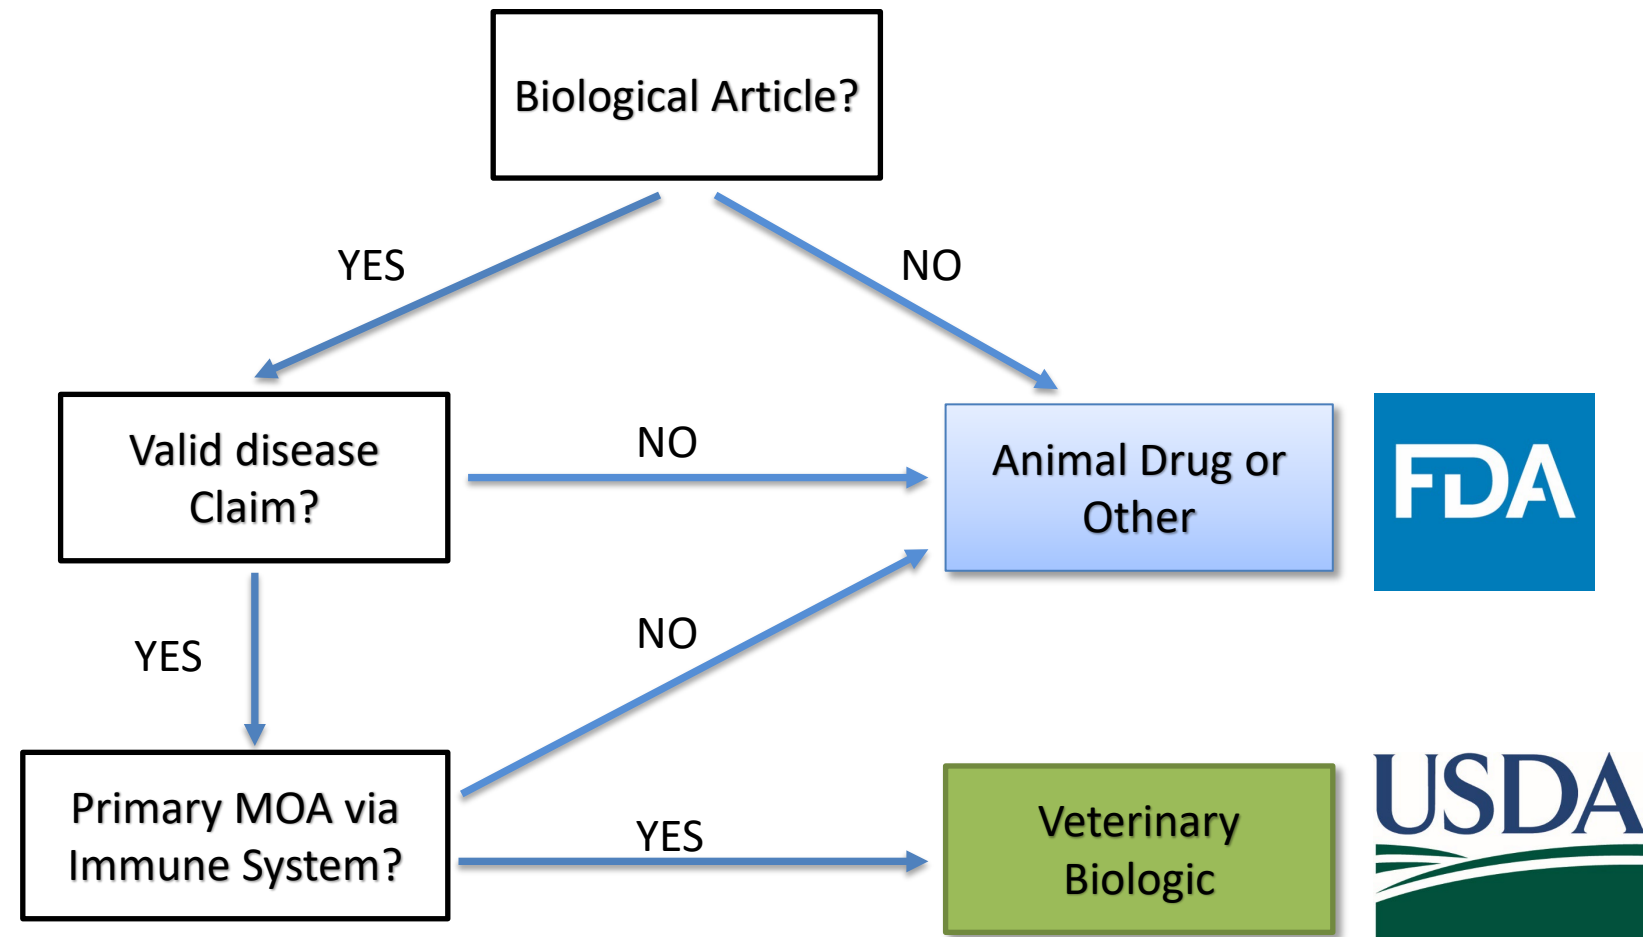 Biological Article?
YES
NO
Valid disease
Claim?
NO
Animal Drug or
Other
FDA
YES
NO
Primary MOA via
Immune System?
YES
Veterinary
Biologic
USDA